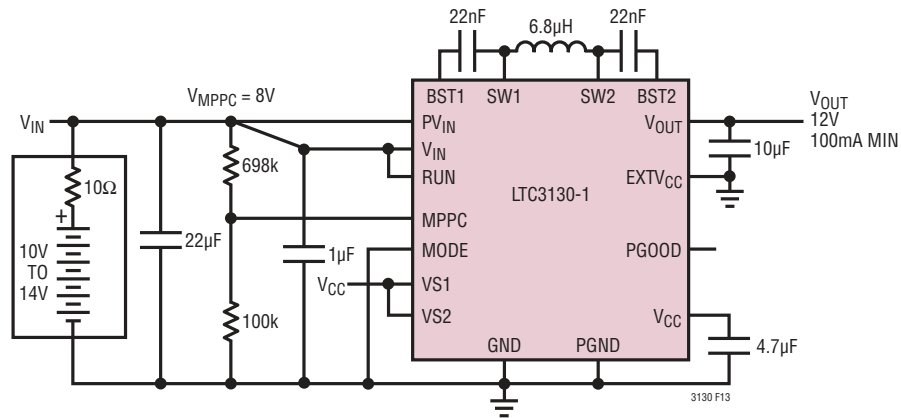 22nF
6.8µH
22nF
V_MPPC = 8V
BST1
SW1
SW2
BST2
V_OUT
12V
100mA MIN
V_IN
PV_IN
V_OUT
V_IN
698k
10µF
RUN
EXTV_CC
10Ω
LTC3130-1
+
MPPC
10V
TO
14V
22µF
1µF
MODE
PGOOD
V_CC
VS1
100k
VS2
V_CC
GND
PGND
4.7µF
3130 F13